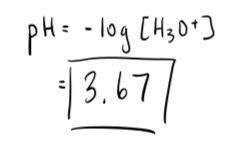 pH = - log [H3O+]
= 3.67